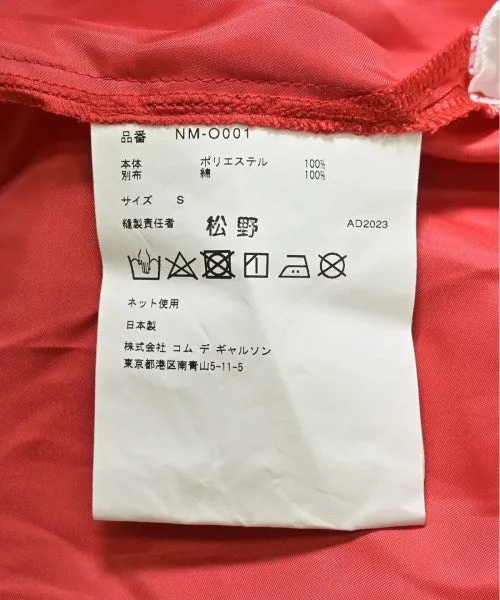 品番 NM-O001
本体 ポリエステル 100%
別布 綿 100%
サイズ S
縫製責任者 松野 AD2023
ネット使用
日本製
株式会社 コム デ ギャルソン
東京都港区南青山5-11-5